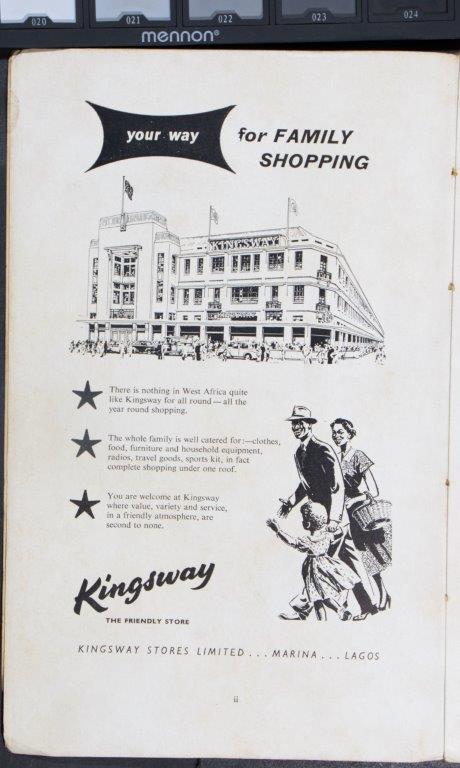 020 021 022 023 024
mennon®
your way for FAMILY
SHOPPING
KINGSWAY
There is nothing in West Africa quite
like Kingsway for all round—all the
year round shopping.
The whole family is well catered for:—clothes,
food, furniture and household equipment,
radios, travel goods, sports kit, in fact
complete shopping under one roof.
You are welcome at Kingsway
where value, variety and service,
in a friendly atmosphere, are
second to none.
Kingsway
THE FRIENDLY STORE
KINGSWAY STORES LIMITED...MARINA...LAGOS
ii